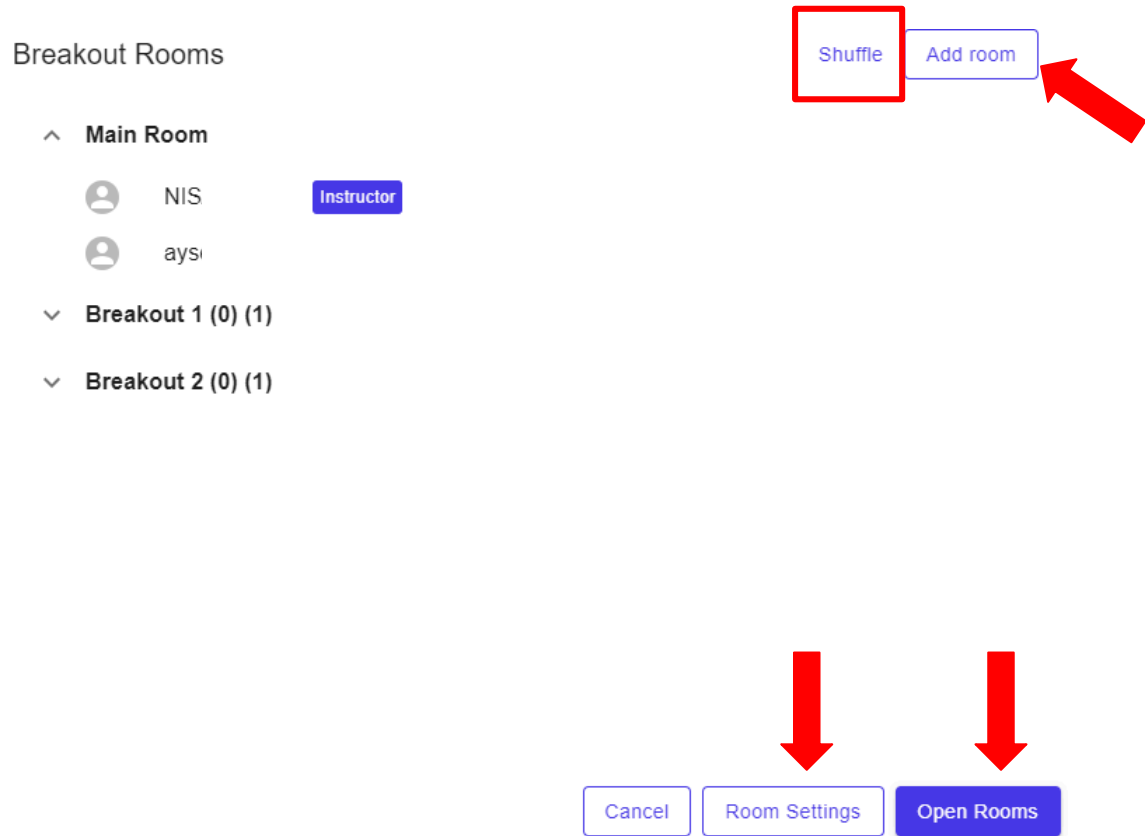 Breakout Rooms
Shuffle
Add room
Main Room
NIS
Instructor
ays
Breakout 1 (0) (1)
Breakout 2 (0) (1)
Cancel
Room Settings
Open Rooms